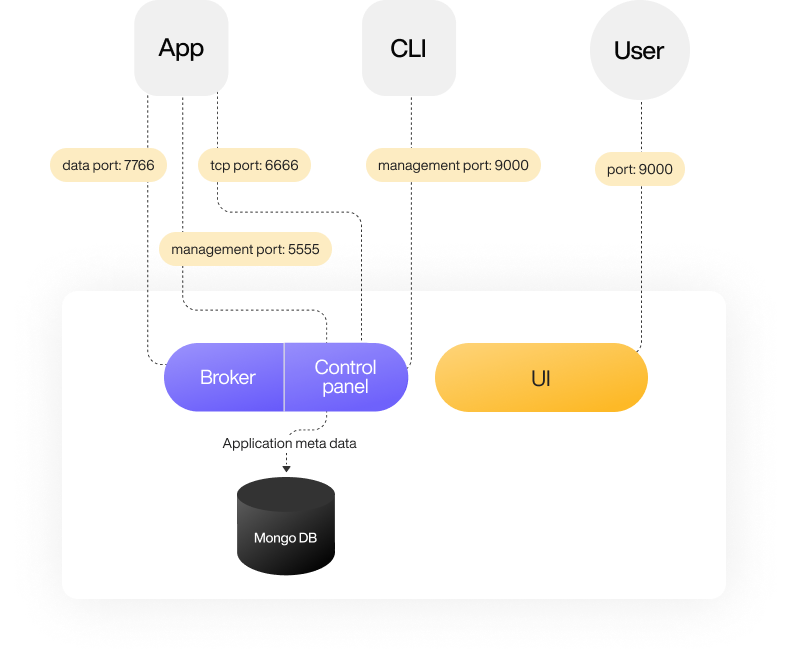 App
CLI
User
data port: 7766
tcp port: 6666
management port: 9000
port: 9000
management port: 5555
Broker
Control
panel
UI
Application meta data
Mongo DB